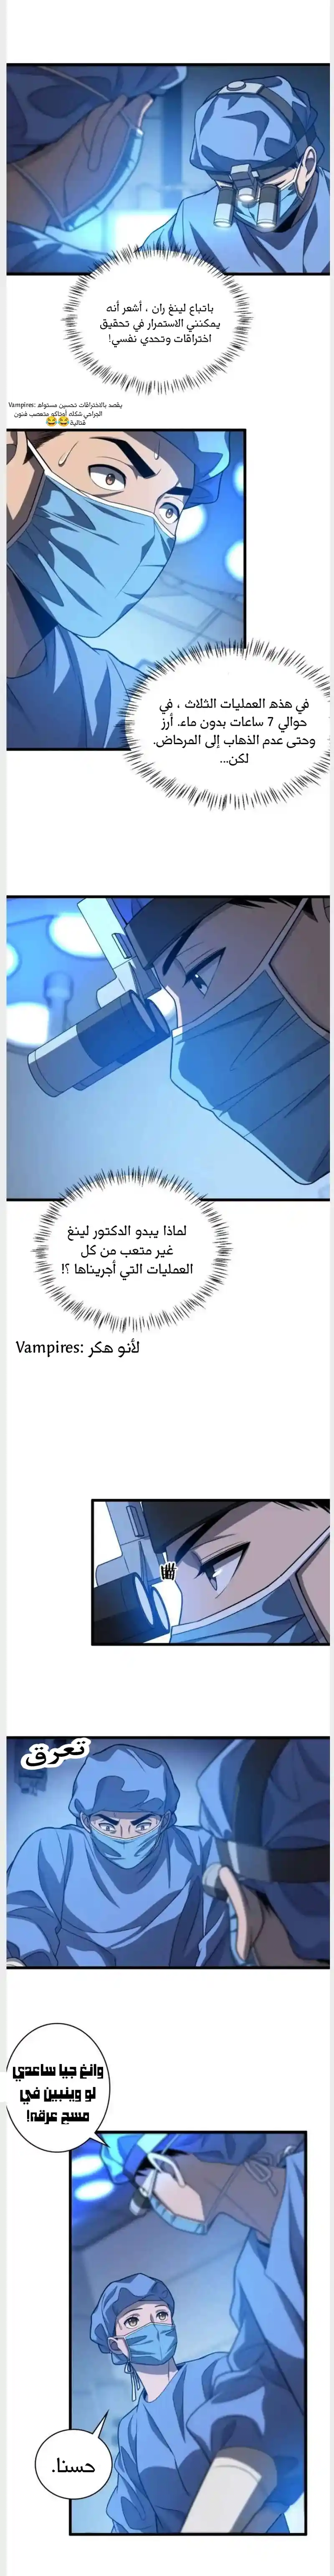 باتباع لينغ ران ، أشعر أنه
يمكنني الاستمرار في تحقيق
اختراقات وتحدي نفسي!
Vampires: يقصد بالاختراقات تحسين مستواه
الجراحي شكله أوتاكو متعصب فنون
قتالية😂😂
في هذه العمليات الثلاث ، في
حوالي 7 ساعات بدون ماء. أرز
وحتى عدم الذهاب إلى المرحاض.
لكن...
لماذا يبدو الدكتور لينغ
غير متعب من كل
العمليات التي أجريناها ؟!
Vampires: لأنو هكر
تعرق
وانغ جيا ساعدي
لو وينبين في
مسح عرقه!
حسنا.